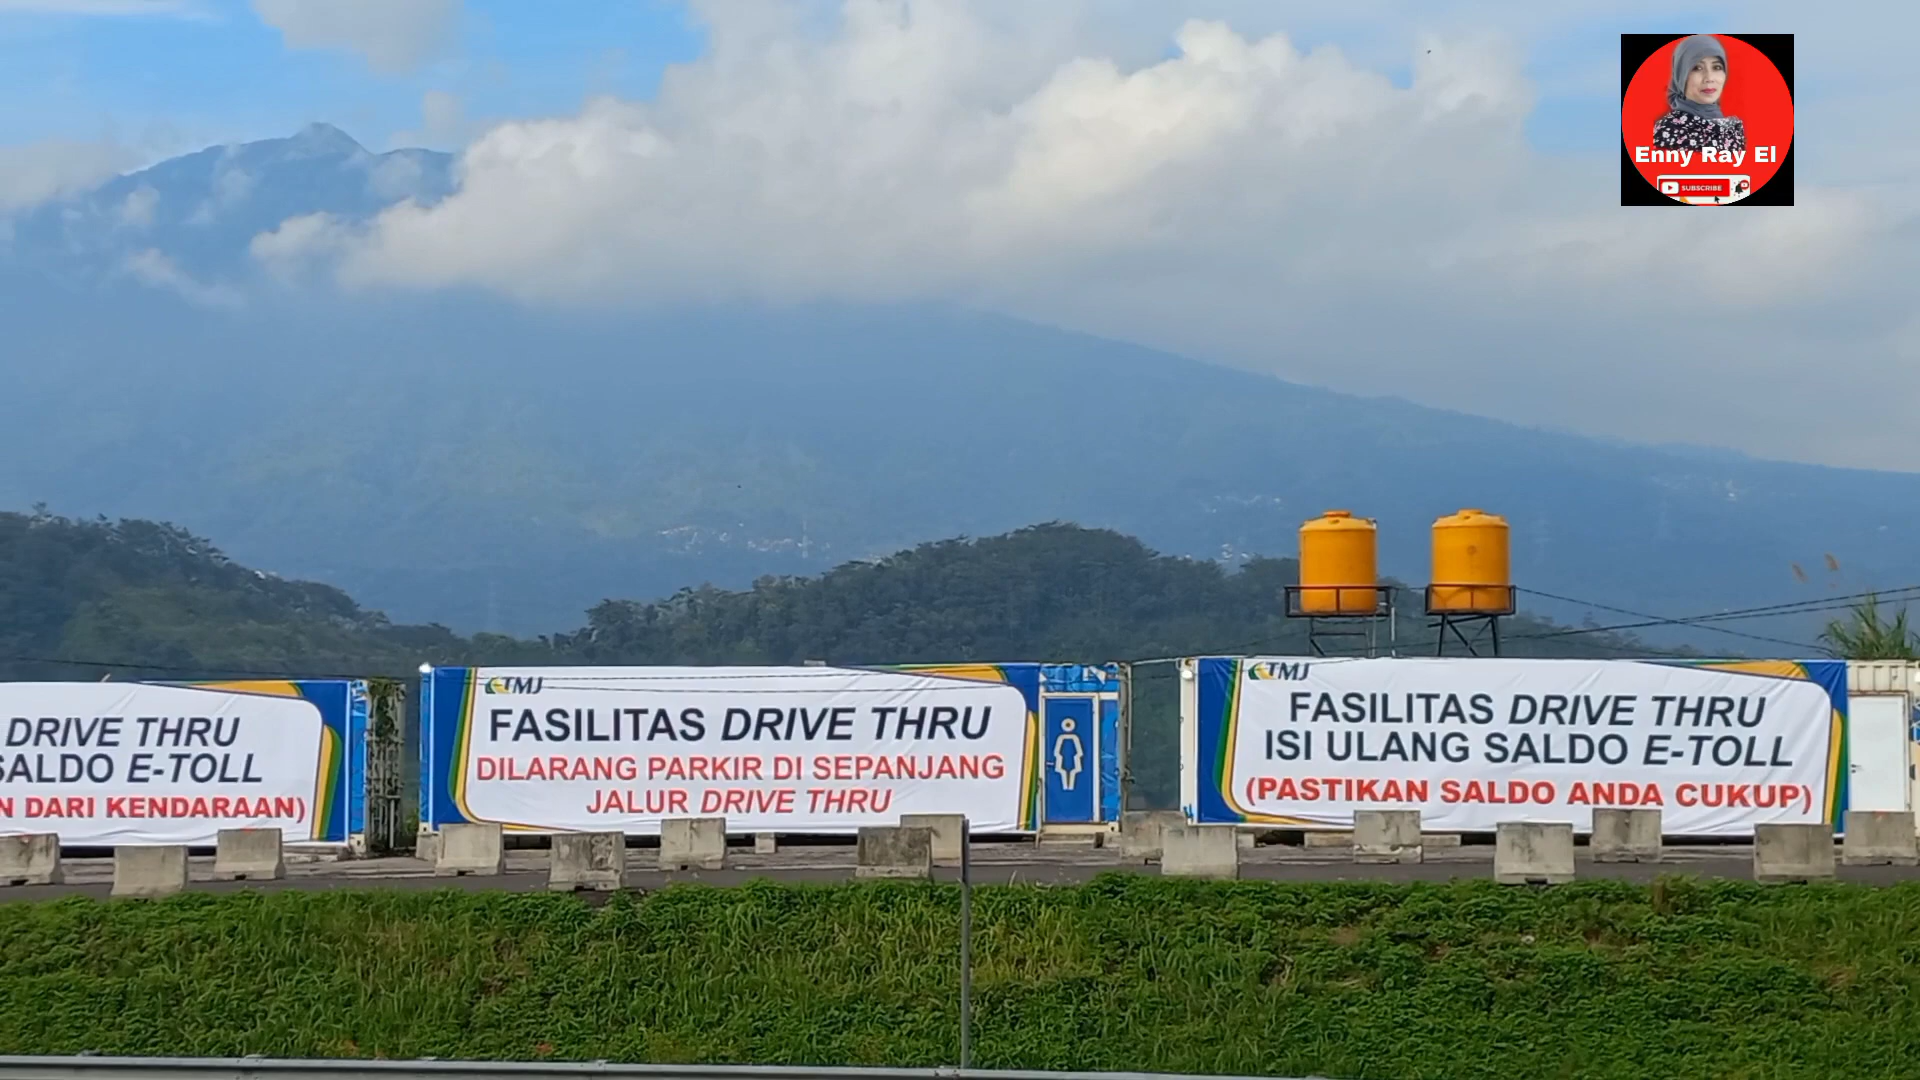 Enny Ray El
SUBSCRIBE
DRIVE THRU
SALDO E-TOLL
N DARI KENDARAAN)
TMJ
FASILITAS DRIVE THRU
DILARANG PARKIR DI SEPANJANG
JALUR DRIVE THRU
TMJ
FASILITAS DRIVE THRU
ISI ULANG SALDO E-TOLL
(PASTIKAN SALDO ANDA CUKUP)